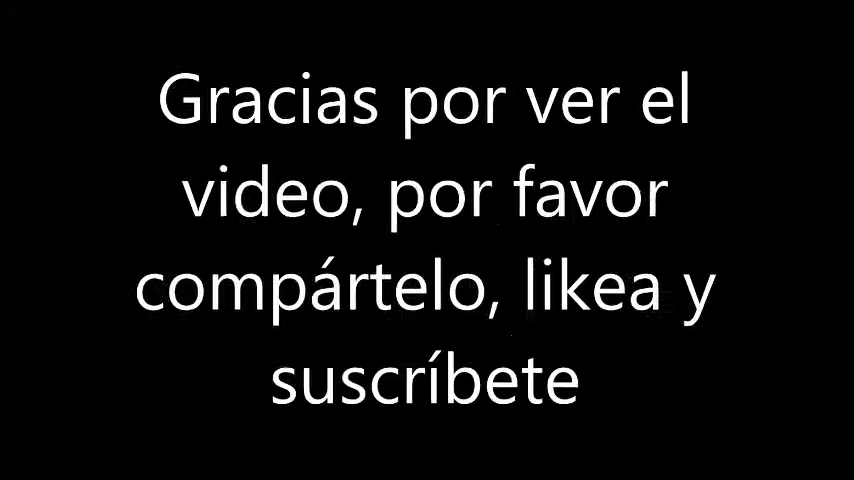 Gracias por ver el
video, por favor
compártelo, likea y
suscríbete